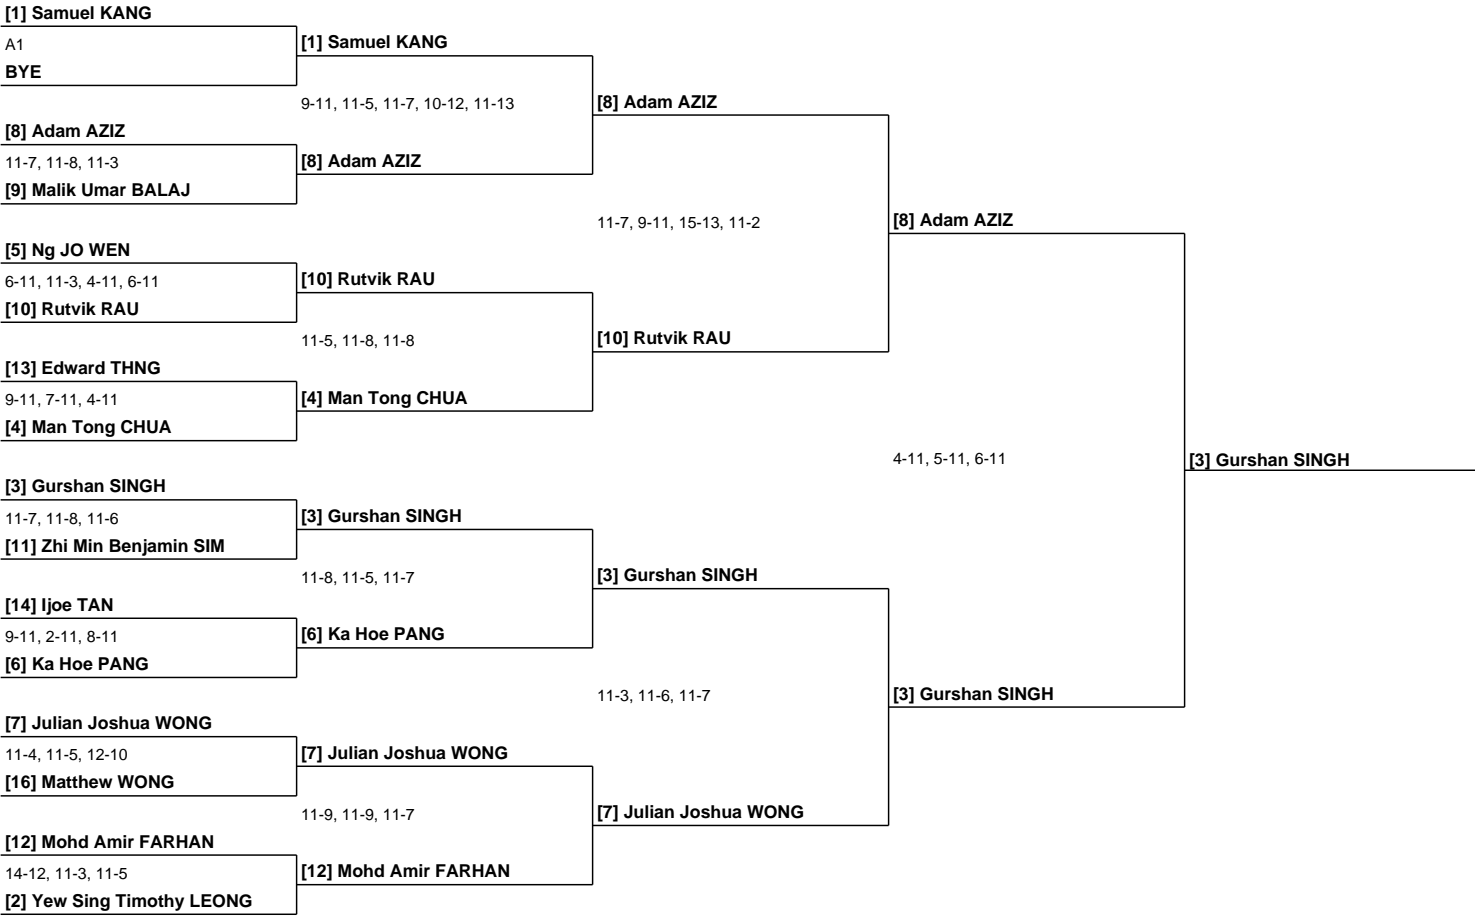 [1] Samuel KANG
A1
BYE
[8] Adam AZIZ
11-7, 11-8, 11-3
[9] Malik Umar BALAJ
[5] Ng JO WEN
6-11, 11-3, 4-11, 6-11
[10] Rutvik RAU
[13] Edward THNG
9-11, 7-11, 4-11
[4] Man Tong CHUA
[3] Gurshan SINGH
11-7, 11-8, 11-6
[11] Zhi Min Benjamin SIM
[14] Ijoe TAN
9-11, 2-11, 8-11
[6] Ka Hoe PANG
[7] Julian Joshua WONG
11-4, 11-5, 12-10
[16] Matthew WONG
[12] Mohd Amir FARHAN
14-12, 11-3, 11-5
[2] Yew Sing Timothy LEONG
[1] Samuel KANG
9-11, 11-5, 11-7, 10-12, 11-13
[8] Adam AZIZ
[10] Rutvik RAU
11-5, 11-8, 11-8
[4] Man Tong CHUA
[3] Gurshan SINGH
11-8, 11-5, 11-7
[6] Ka Hoe PANG
[7] Julian Joshua WONG
11-9, 11-9, 11-7
[12] Mohd Amir FARHAN
[8] Adam AZIZ
11-7, 9-11, 15-13, 11-2
[10] Rutvik RAU
[3] Gurshan SINGH
11-3, 11-6, 11-7
[7] Julian Joshua WONG
[8] Adam AZIZ
4-11, 5-11, 6-11
[3] Gurshan SINGH
[3] Gurshan SINGH